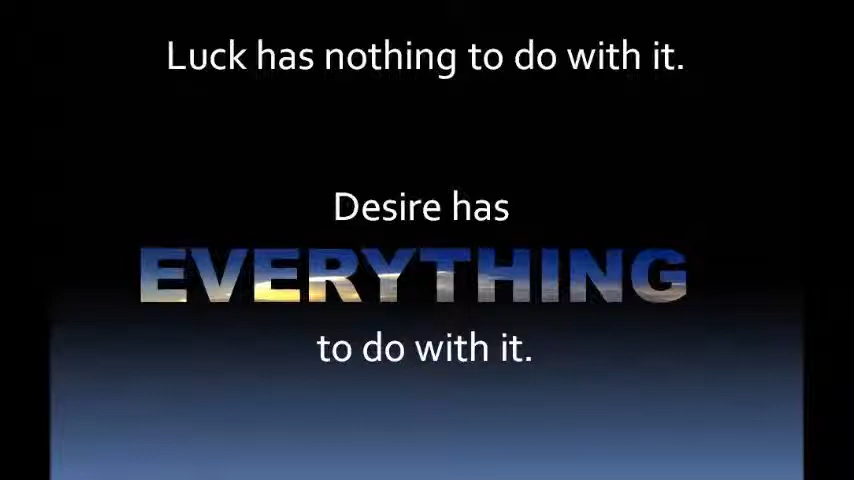 Luck has nothing to do with it.
Desire has
EVERYTHING
to do with it.